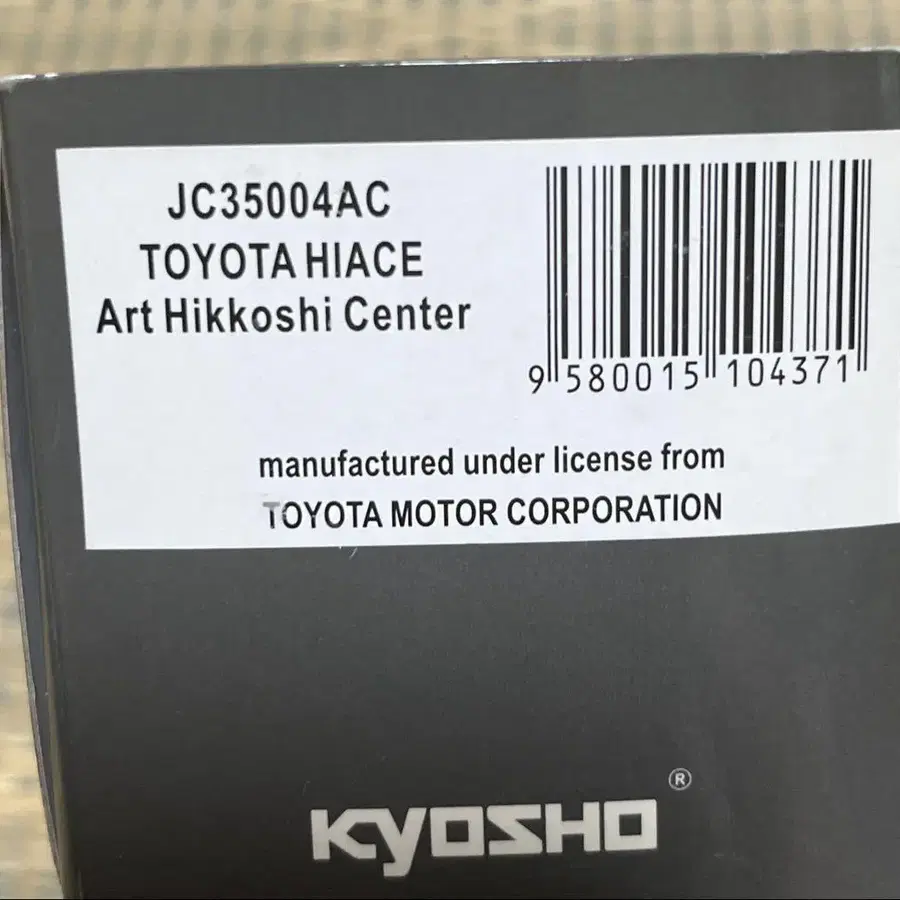 JC35004AC
TOYOTA HIACE
Art Hikkoshi Center
9 580015 104371
manufactured under license from
TOYOTA MOTOR CORPORATION
KYOSHO®